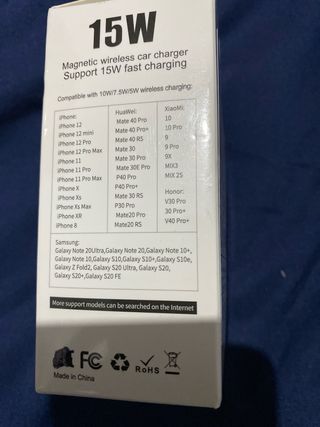 15W
Magnetic wireless car charger
Support 15W fast charging
Compatible with 10W/7.5W/5W wireless charging:
iPhone:
iPhone 12
iPhone 12 mini
iPhone 12 Pro
iPhone 12 Pro Max
iPhone 11
iPhone 11 Pro
iPhone 11 Pro Max
iPhone X
iPhone Xs
iPhone Xs Max
iPhone XR
iPhone 8
HuaWei:
Mate 40 Pro
Mate 40 Pro+
Mate 40 RS
Mate 30
Mate 30 Pro
Mate 30E Pro
P40 Pro
P40 Pro+
Mate 30 RS
P30 Pro
Mate20 Pro
Mate20 RS
XiaoMi:
10
10 Pro
9
9 Pro
9X
MIX3
MIX 2S
Honor:
V30 Pro
30 Pro+
V40 Pro+
Samsung:
Galaxy Note 20Ultra,Galaxy Note 20,Galaxy Note 10+,
Galaxy Note 10,Galaxy S10,Galaxy S10+,Galaxy S10e,
Galaxy Z Fold2, Galaxy S20 Ultra, Galaxy S20,
Galaxy S20+,Galaxy S20 FE
More support models can be searched on the Internet
FC
RoHS
Made in China